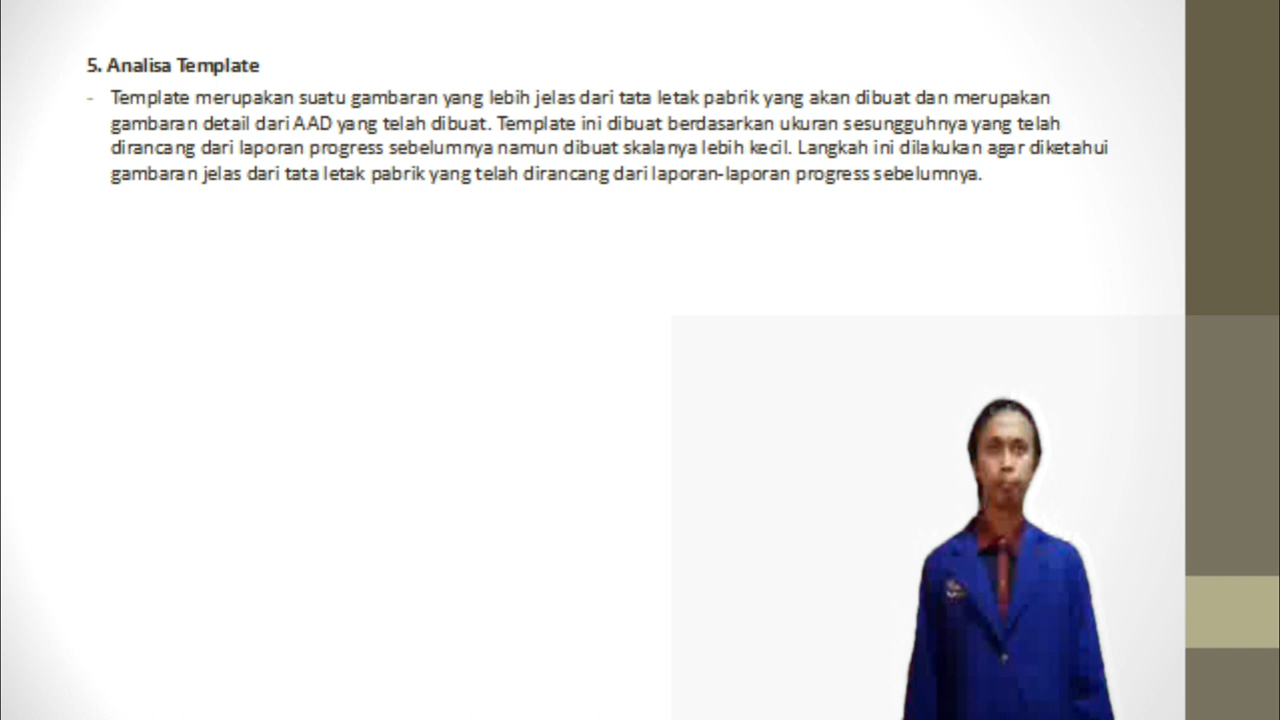 5. Analisa Template
- Template merupakan suatu gambaran yang lebih jelas dari tata letak pabrik yang akan dibuat dan merupakan
gambaran detail dari AAD yang telah dibuat. Template ini dibuat berdasarkan ukuran sesungguhnya yang telah
dirancang dari laporan progress sebelumnya namun dibuat skalanya lebih kecil. Langkah ini dilakukan agar diketahui
gambaran jelas dari tata letak pabrik yang telah dirancang dari laporan-laporan progress sebelumnya.